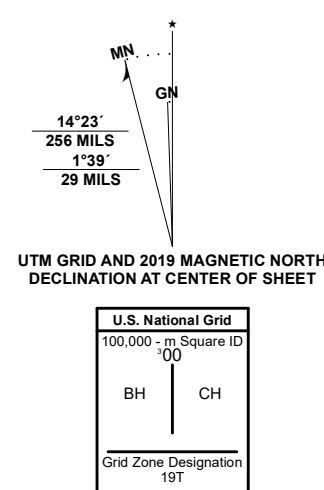 ★
MN
GN
14°23´
256 MILS
1°39´
29 MILS
UTM GRID AND 2019 MAGNETIC NORTH
DECLINATION AT CENTER OF SHEET
U.S. National Grid
100,000 - m Square ID
³00
BH CH
Grid Zone Designation
19T